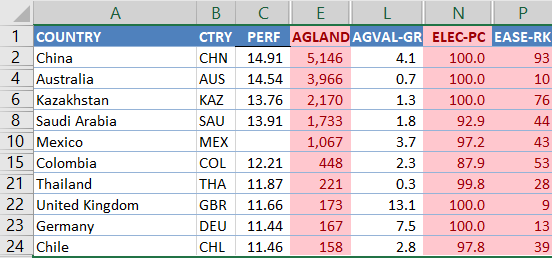 A B C E L N P
1 COUNTRY CTRY PERF AGLAND AGVAL-GR ELEC-PC EASE-RK
2 China CHN 14.91 5,146 4.1 100.0 93
4 Australia AUS 14.54 3,966 0.7 100.0 10
6 Kazakhstan KAZ 13.76 2,170 1.3 100.0 76
8 Saudi Arabia SAU 13.91 1,733 1.8 92.9 44
10 Mexico MEX 1,067 3.7 97.2 43
15 Colombia COL 12.21 448 2.3 87.9 53
21 Thailand THA 11.87 221 0.3 99.8 28
22 United Kingdom GBR 11.66 173 13.1 100.0 9
23 Germany DEU 11.44 167 7.5 100.0 13
24 Chile CHL 11.46 158 2.8 97.8 39